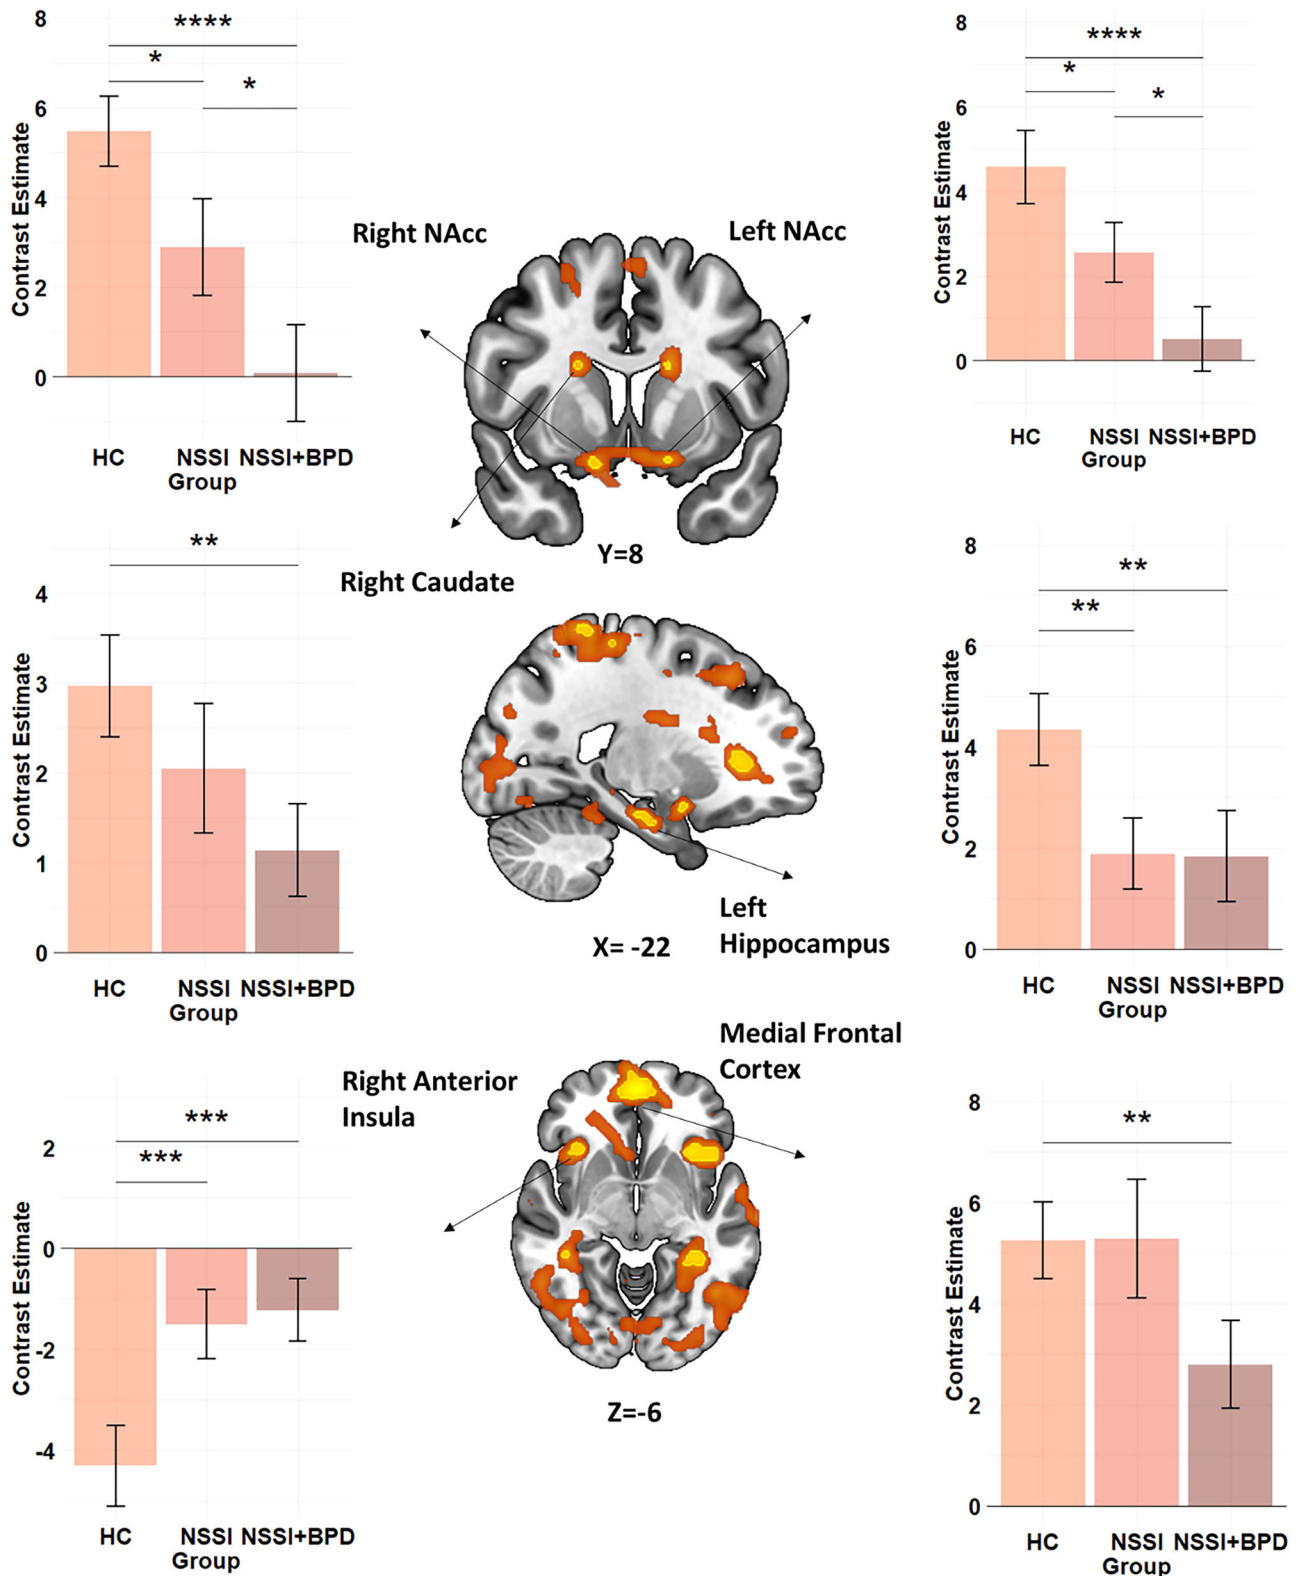 8
6
4
2
0
Contrast Estimate
****
*
*
HC
NSSI
NSSI+BPD
Group
8
6
4
2
0
Contrast Estimate
****
*
*
HC
NSSI
NSSI+BPD
Group
Right NAcc
Left NAcc
Y=8
Right Caudate
4
3
2
1
0
Contrast Estimate
**
HC
NSSI
NSSI+BPD
Group
X= -22
Left
Hippocampus
8
6
4
2
0
Contrast Estimate
**
**
HC
NSSI
NSSI+BPD
Group
Right Anterior
Insula
Medial Frontal
Cortex
2
0
-2
-4
Contrast Estimate
***
***
HC
NSSI
NSSI+BPD
Group
Z=-6
8
6
4
2
0
Contrast Estimate
**
HC
NSSI
NSSI+BPD
Group